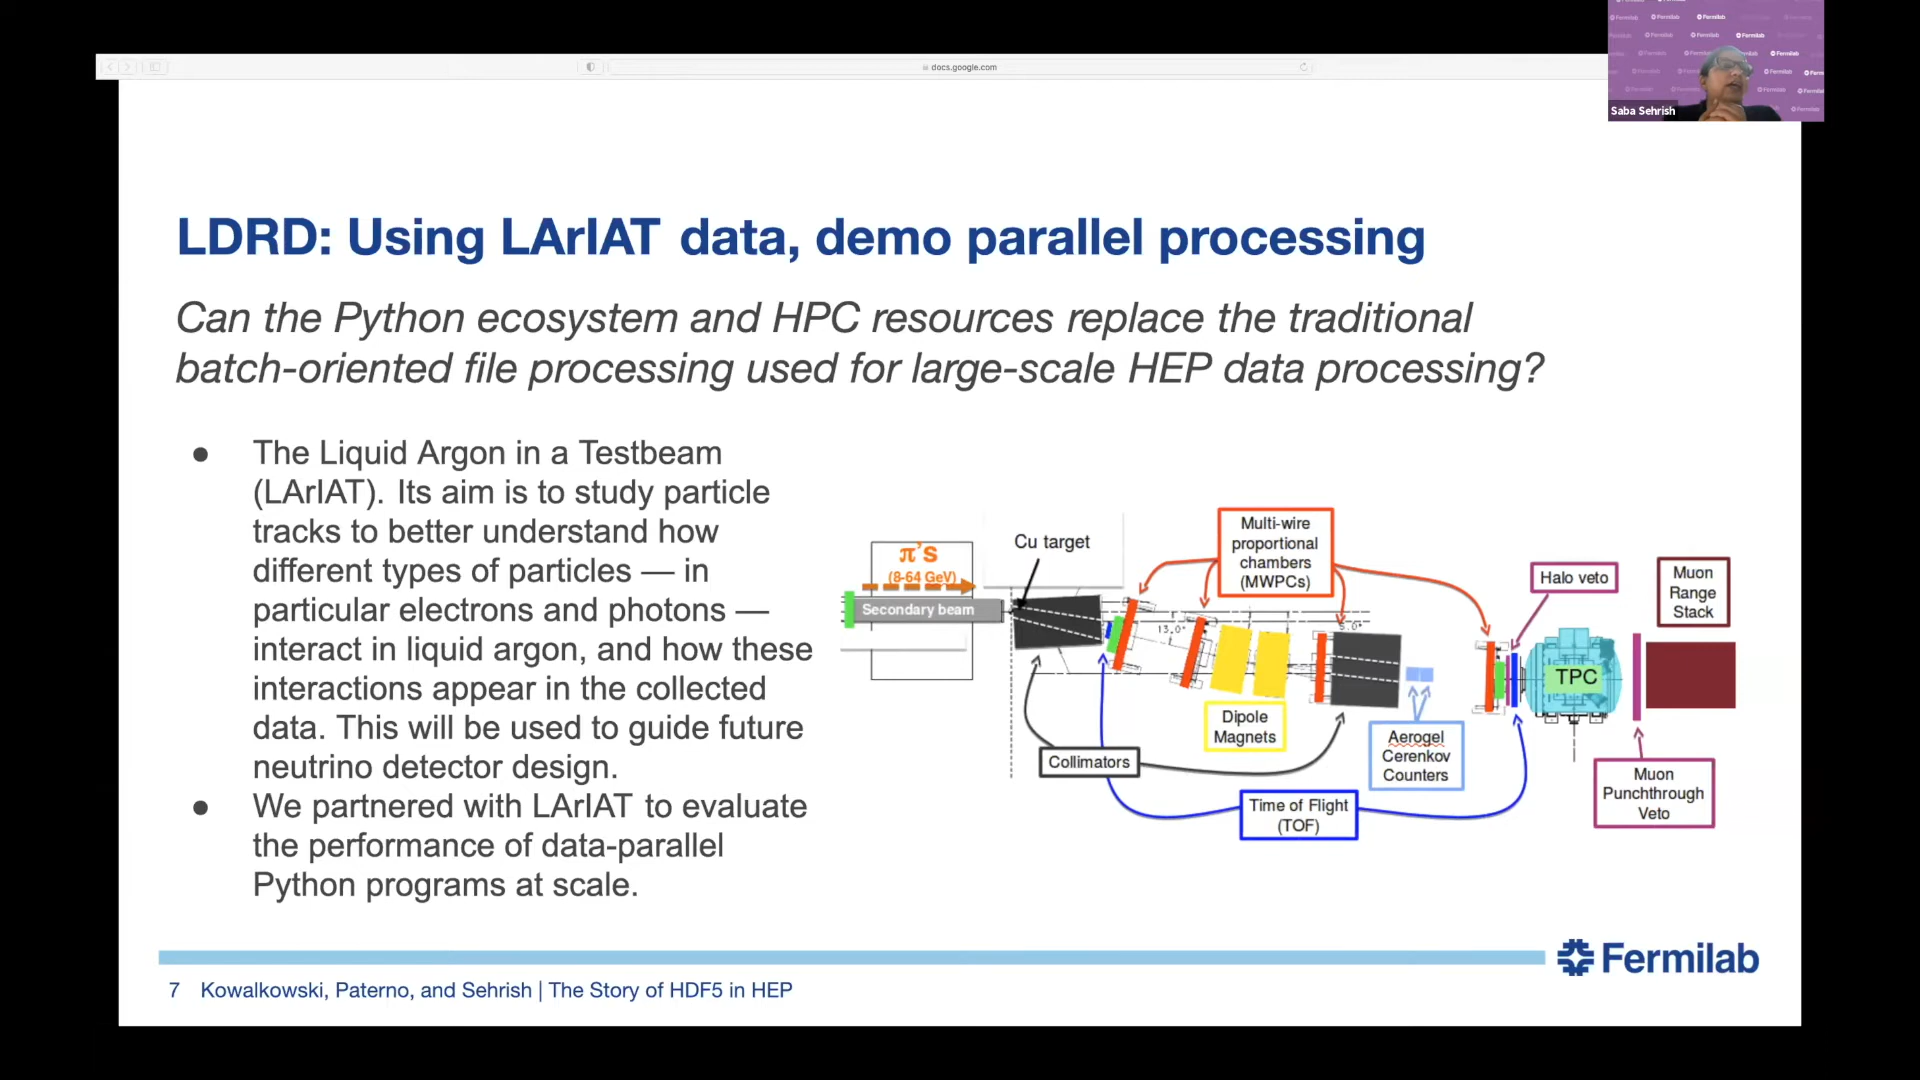 docs.google.com
Fermilab
Saba Sehrish
LDRD: Using LArIAT data, demo parallel processing
Can the Python ecosystem and HPC resources replace the traditional
batch-oriented file processing used for large-scale HEP data processing?
● The Liquid Argon in a Testbeam
(LArIAT). Its aim is to study particle
tracks to better understand how
different types of particles — in
particular electrons and photons —
interact in liquid argon, and how these
interactions appear in the collected
data. This will be used to guide future
neutrino detector design.
● We partnered with LArIAT to evaluate
the performance of data-parallel
Python programs at scale.
π's
(8-64 GeV)
Secondary beam
Cu target
Multi-wire
proportional
chambers
(MWPCs)
13.0°
5.0°
Halo veto
Muon
Range
Stack
TPC
Dipole
Magnets
Aerogel
Cerenkov
Counters
Collimators
Time of Flight
(TOF)
Muon
Punchthrough
Veto
Fermilab
7 Kowalkowski, Paterno, and Sehrish | The Story of HDF5 in HEP